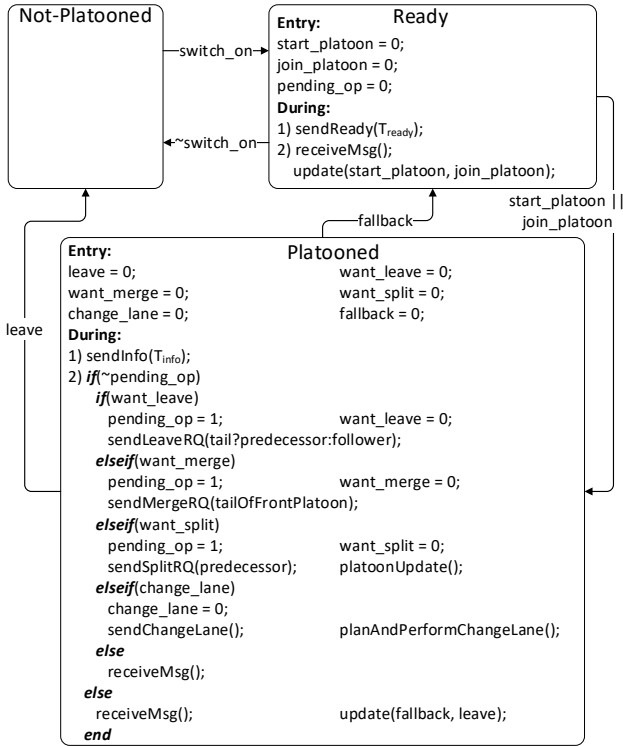 Not-Platooned
Ready
switch_on
~switch_on
Entry:
start_platoon = 0;
join_platoon = 0;
pending_op = 0;
During:
1) sendReady(Tready);
2) receiveMsg();
update(start_platoon, join_platoon);
start_platoon ||
join_platoon
fallback
leave
Platooned
Entry:
leave = 0; want_leave = 0;
want_merge = 0; want_split = 0;
change_lane = 0; fallback = 0;
During:
1) sendInfo(Tinfo);
2) if(~pending_op)
if(want_leave)
pending_op = 1; want_leave = 0;
sendLeaveRQ(tail?predecessor:follower);
elseif(want_merge)
pending_op = 1; want_merge = 0;
sendMergeRQ(tailOfFrontPlatoon);
elseif(want_split)
pending_op = 1; want_split = 0;
sendSplitRQ(predecessor); platoonUpdate();
elseif(change_lane)
change_lane = 0;
sendChangeLane(); planAndPerformChangeLane();
else
receiveMsg();
else
receiveMsg(); update(fallback, leave);
end